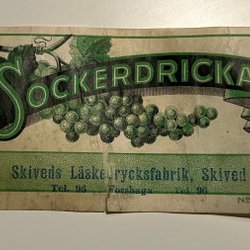 SOCKERDRICKA
Skiveds Läskedrycksfabrik, Skived
Tel. 96 Forshaga Tel 96